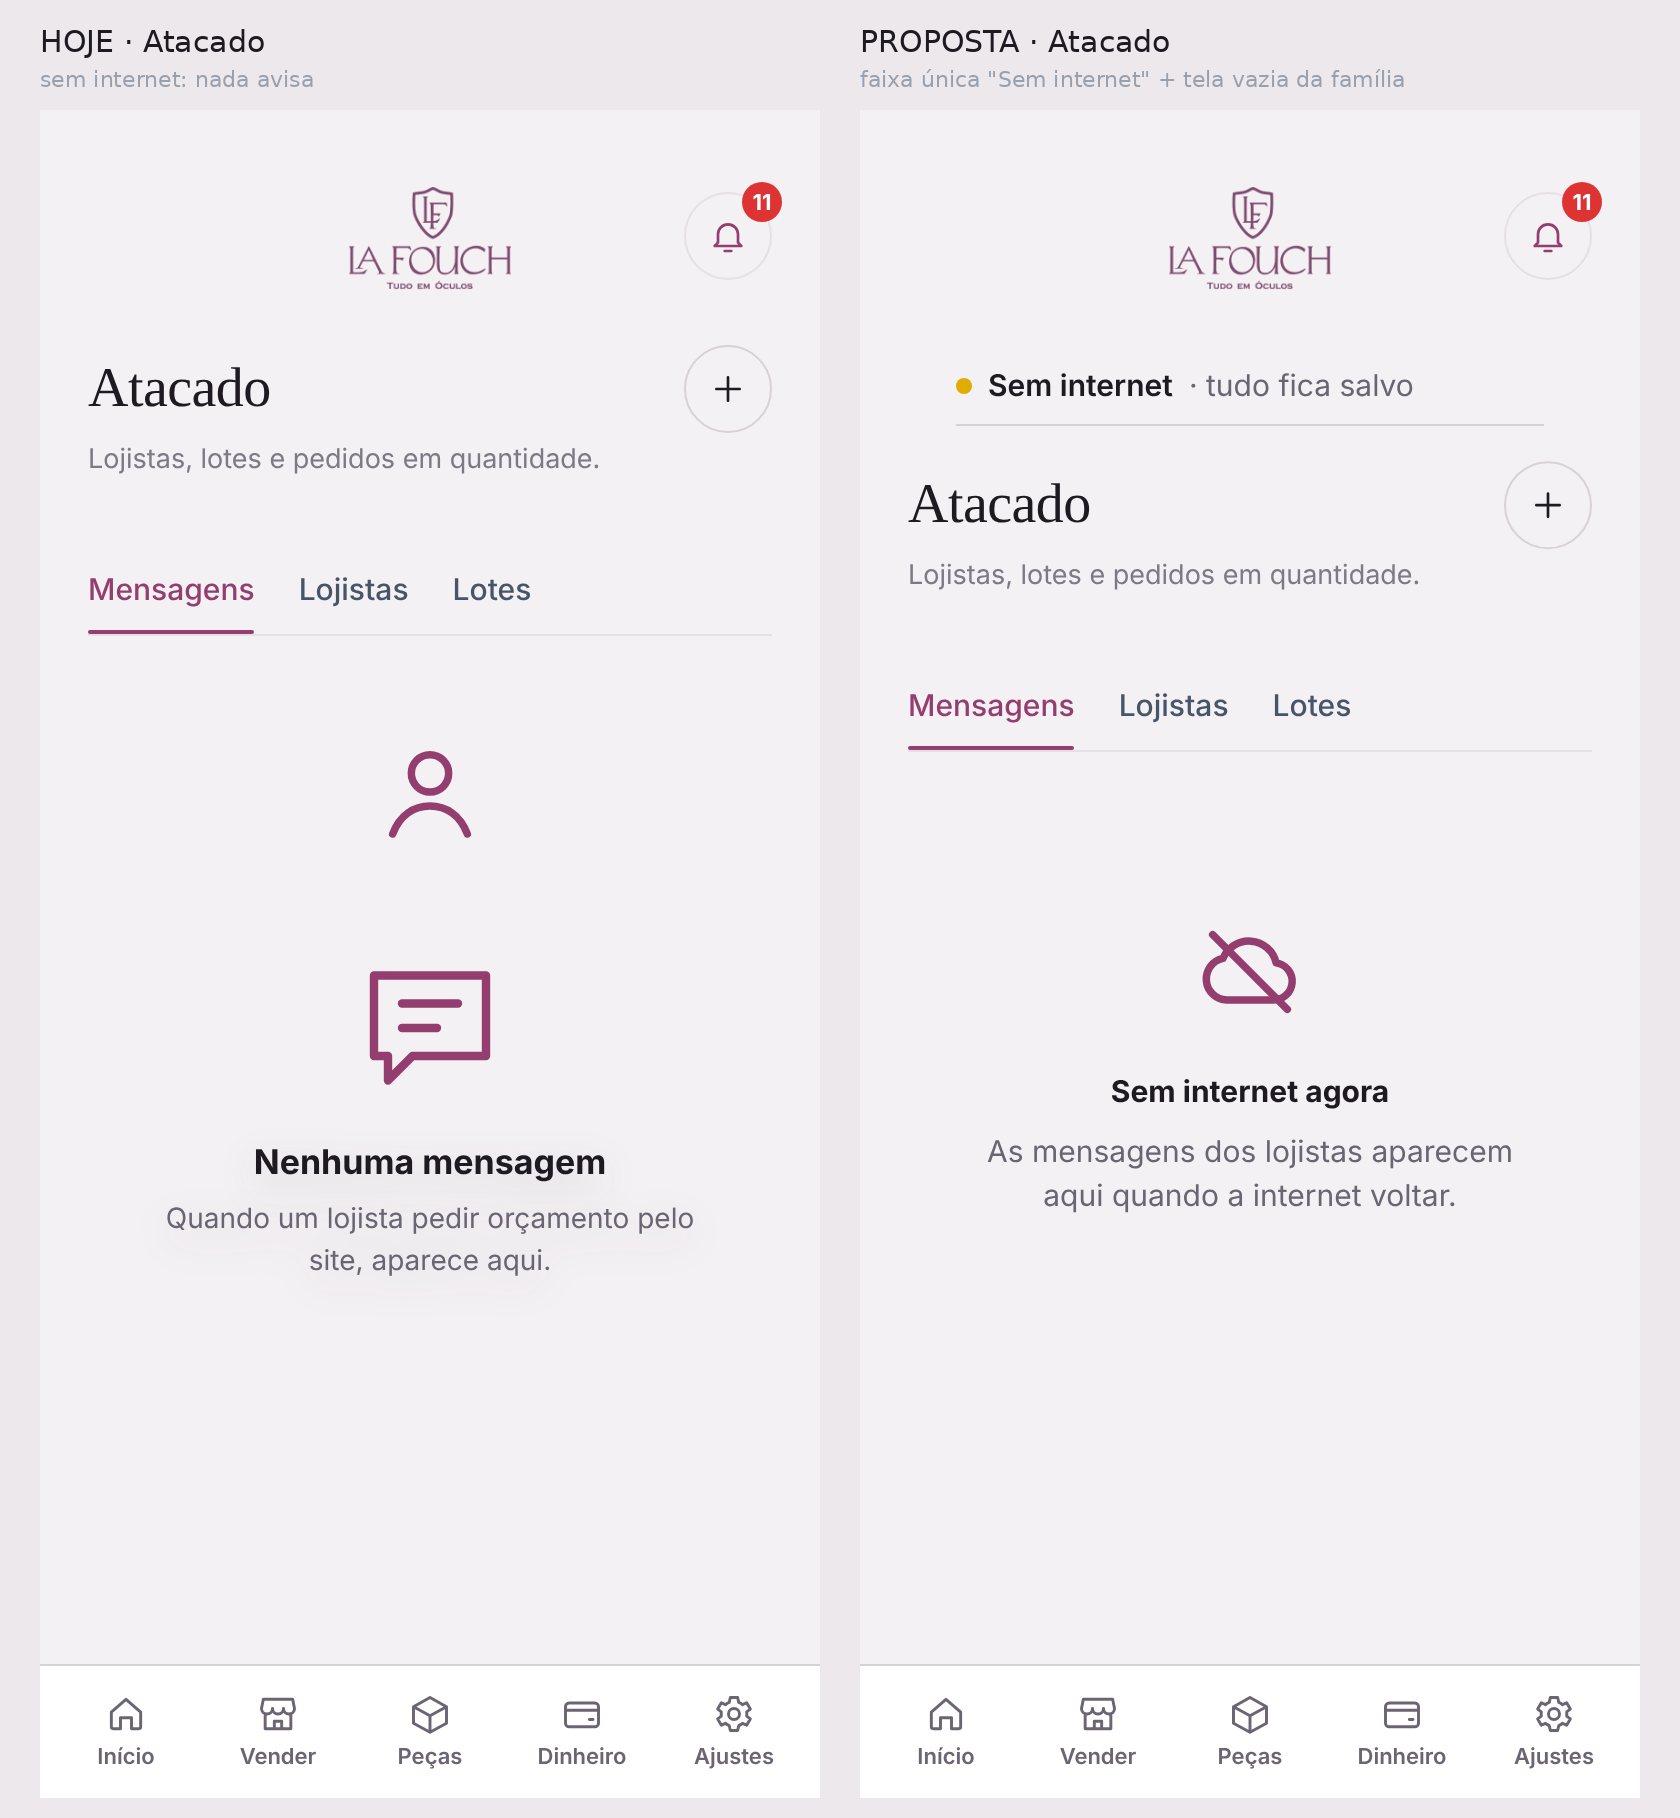 HOJE · Atacado
sem internet: nada avisa
LF
LA FOUCH
TUDO EM ÓCULOS
11
Atacado
Lojistas, lotes e pedidos em quantidade.
Mensagens Lojistas Lotes
Nenhuma mensagem
Quando um lojista pedir orçamento pelo
site, aparece aqui.
Início Vender Peças Dinheiro Ajustes
PROPOSTA · Atacado
faixa única "Sem internet" + tela vazia da família
LF
LA FOUCH
TUDO EM ÓCULOS
11
Sem internet · tudo fica salvo
Atacado
Lojistas, lotes e pedidos em quantidade.
Mensagens Lojistas Lotes
Sem internet agora
As mensagens dos lojistas aparecem
aqui quando a internet voltar.
Início Vender Peças Dinheiro Ajustes